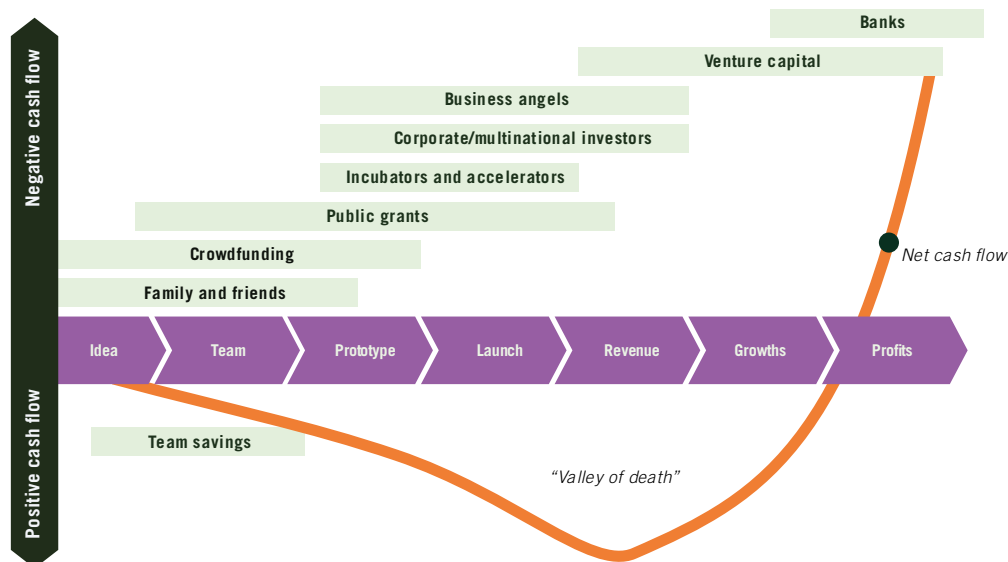 Banks
Venture capital
Business angels
Corporate/multinational investors
Incubators and accelerators
Public grants
Crowdfunding
Family and friends
Negative cash flow
Net cash flow
Idea
Team
Prototype
Launch
Revenue
Growths
Profits
Positive cash flow
Team savings
“Valley of death”